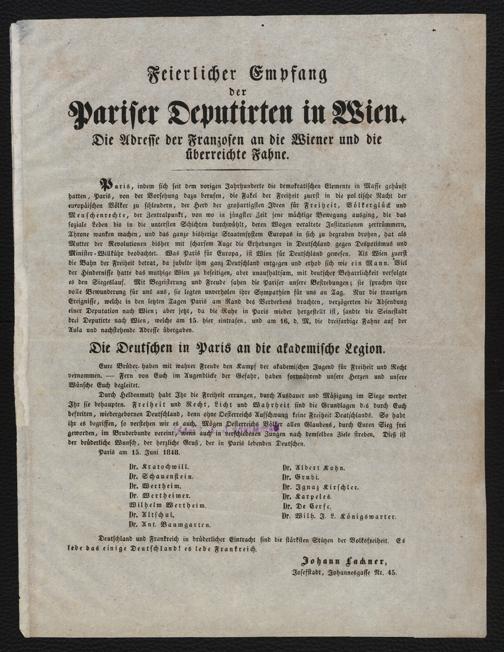 Feierlicher Empfang
der
Pariser Deputirten in Wien.
Die Adresse der Franzosen an die Wiener und die
überreichte Fahne.
Paris, indem sich seit dem vorigen Jahrhunderte die demokratischen Elemente in Masse gehäuft
hatten, Paris, von der Vorsehung dazu berufen, die Fakel der Freiheit zuerst in die politische Nacht der
europäischen Völker zu schleudern, der Herd der großartigsten Ideen für Freiheit, Völkerglück und
Menschenrechte, der Zentralpunkt, von wo in jüngster Zeit jene mächtige Bewegung ausging, die das
soziale Leben bis in die untersten Schichten durchwühlt, deren Wogen veraltete Institutionen zertrümmern,
Throne wanken machen, und das ganze bisherige Staatensystem Europas in sich zu begraben drohen, hat als
Mutter der Revolutionen bisher mit scharfem Auge die Erhebungen in Deutschland gegen Despotismus und
Minister-Willkühr beobachtet. Was Paris für Europa, ist Wien für Deutschland gewesen. Als Wien zuerst
die Bahn der Freiheit betrat, da jubelte ihm ganz Deutschland entgegen und erhob sich wie ein Mann. Viel
der Hindernisse hatte das muthige Wien zu beseitigen, aber unaufhaltsam, mit deutscher Beharrlichkeit verfolgte
es den Siegeslauf. Mit Begeisterung und Freude sahen die Pariser unsere Bestrebungen; sie sprachen ihre
volle Bewunderung für uns aus, sie legten unverholen ihre Sympathien für uns an Tag. Nur die traurigen
Ereignisse, welche in den letzten Tagen Paris am Rand des Verderbens brachten, verzögerten die Absendung
einer Deputation nach Wien; aber jetzt, da die Ruhe in Paris wieder hergestellt ist, sandte die Seinestadt
drei Deputirte nach Wien, welche am 15. hier eintrafen, und am 16. d. M. die dreifarbige Fahne auf der
Aula und nachstehende Adresse übergaben.
Die Deutschen in Paris an die akademische Legion.
Eure Brüder haben mit wahrer Freude den Kampf der akademischen Jugend für Freiheit und Recht
vernommen. — Fern von Euch im Augenblicke der Gefahr, haben fortwährend unsere Herzen und unsere
Wünsche Euch begleitet.
Durch Heldenmuth habt Ihr die Freiheit errungen, durch Ausdauer und Mäßigung im Siege werdet
Ihr sie behaupten. Freiheit und Recht, Licht und Wahrheit sind die Grundlagen des durch Euch
befreiten, wiedergebornen Deutschland, denn ohne Oesterreichs Aufschwung keine Freiheit Deutschlands. So habt
ihr es begriffen, so verstehen wir es auch. Mögen Oesterreichs Völker allen Glaubens, durch Euren Sieg frei
geworden, im Bruderbunde vereint, wenn auch in verschiedenen Zungen nach demselben Ziele streben. Dieß ist
der brüderliche Wunsch, der herzliche Gruß, der in Paris lebenden Deutschen.
Paris am 15. Juni 1848.
Dr. Kratochwill.
Dr. Schauenstein.
Dr. Wertheim.
Dr. Wertheimer.
Wilhelm Wertheim.
Dr. Altschul.
Dr. Ant. Baumgarten.
Dr. Albert Kohn.
Dr. Grubi.
Dr. Ignaz Kirschler.
Dr. Karpeles.
Dr. De Gerse.
Dr. Wilh. J. L. Königswarter.
Deutschland und Frankreich in brüderlicher Eintracht sind die stärksten Stützen der Volksfreiheit. Es
lebe das einige Deutschland! es lebe Frankreich.
Johann Lackner,
Josefstadt, Johannesgasse Nr. 45.